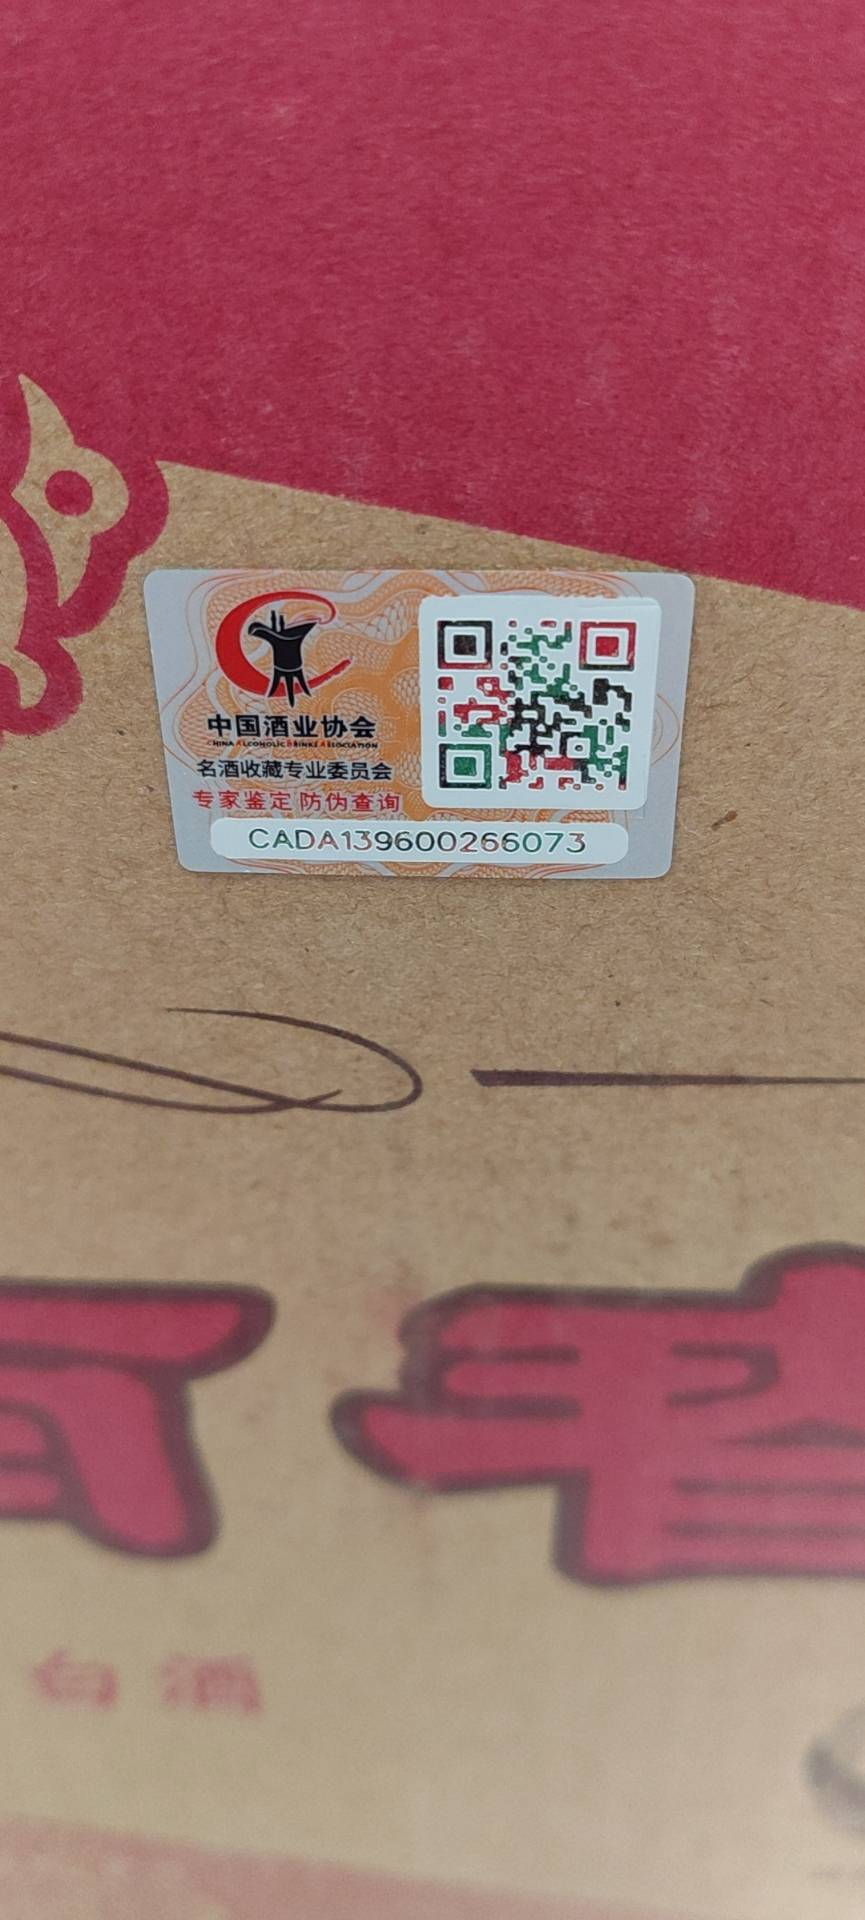 中国酒业协会
CHINA ALCOHOLIC DRINKS ASSOCIATION
名酒收藏专业委员会
专家鉴定 防伪查询
CADA139600266073
白酒